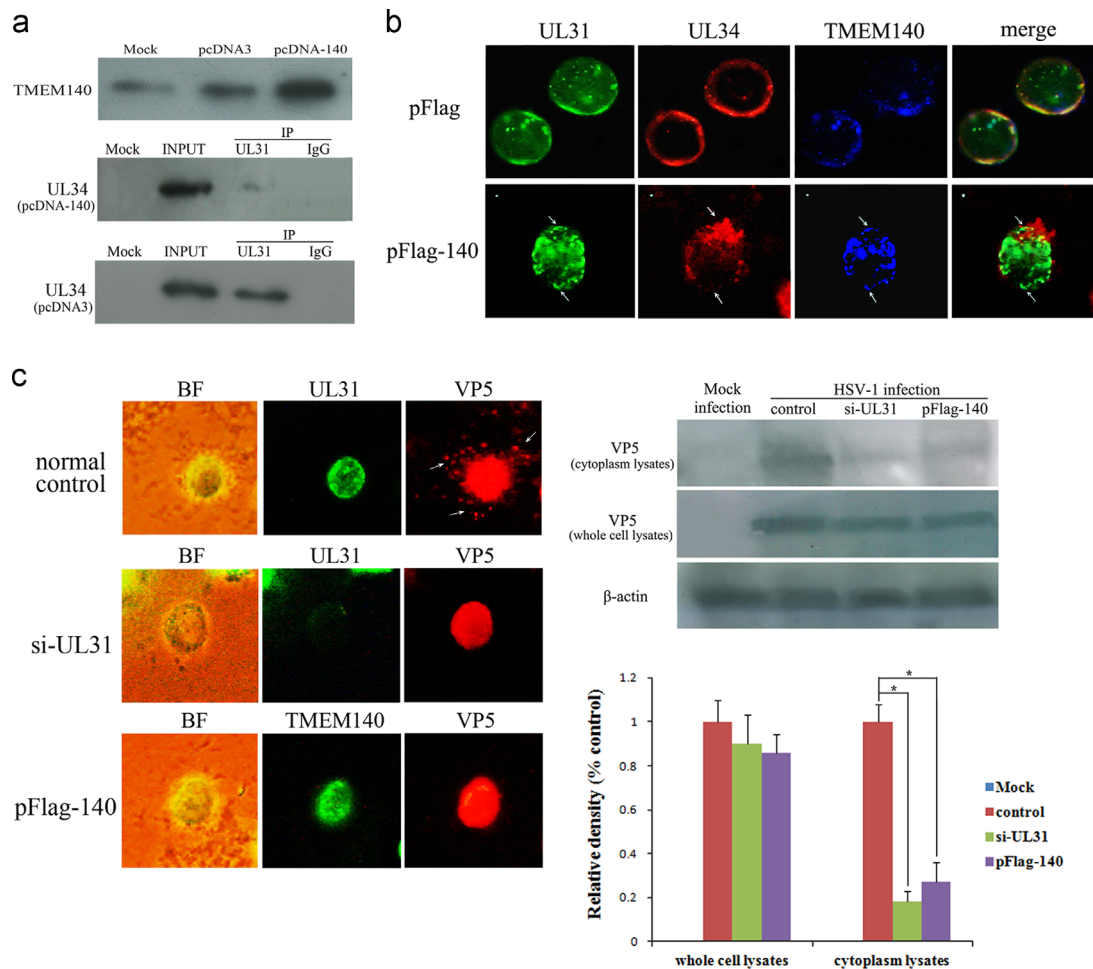 a
Mock pcDNA3 pcDNA-140
TMEM140
IP
Mock INPUT UL31 IgG
UL34
(pcDNA-140)
IP
Mock INPUT UL31 IgG
UL34
(pcDNA3)
b
UL31 UL34 TMEM140 merge
pFlag
pFlag-140
c
BF UL31 VP5
normal
control
BF UL31 VP5
si-UL31
BF TMEM140 VP5
pFlag-140
Mock
infection
HSV-1 infection
control si-UL31 pFlag-140
VP5
(cytoplasm lysates)
VP5
(whole cell lysates)
β-actin
Relative density (% control)
1.2
1
0.8
0.6
0.4
0.2
0
*
*
whole cell lysates cytoplasm lysates
Mock
control
si-UL31
pFlag-140